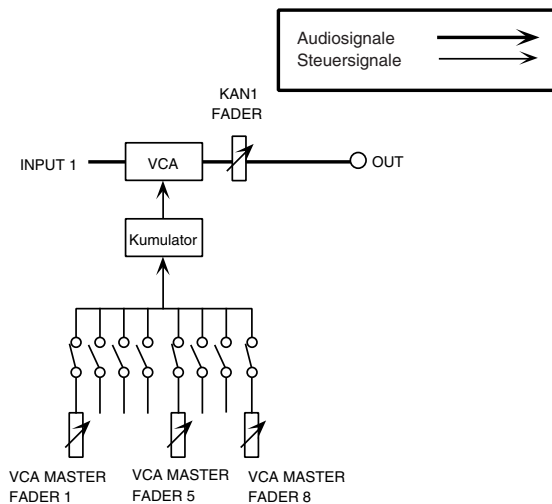 Audiosignale
Steuersignale
KAN1
FADER
INPUT 1
VCA
OUT
Kumulator
VCA MASTER
FADER 1
VCA MASTER
FADER 5
VCA MASTER
FADER 8